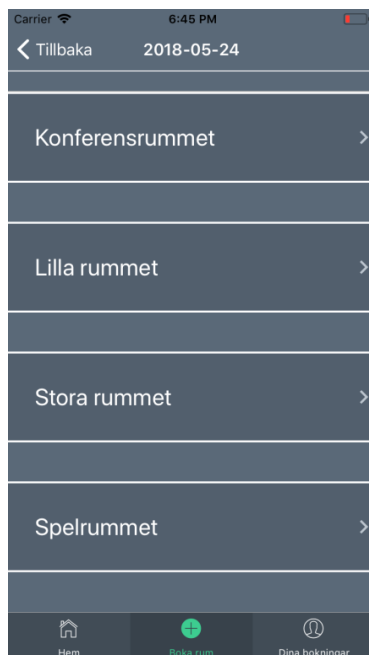 Carrier 6:45 PM
Tillbaka 2018-05-24
Konferensrummet
Lilla rummet
Stora rummet
Spelrummet
Hem Boka rum Dina bokningar